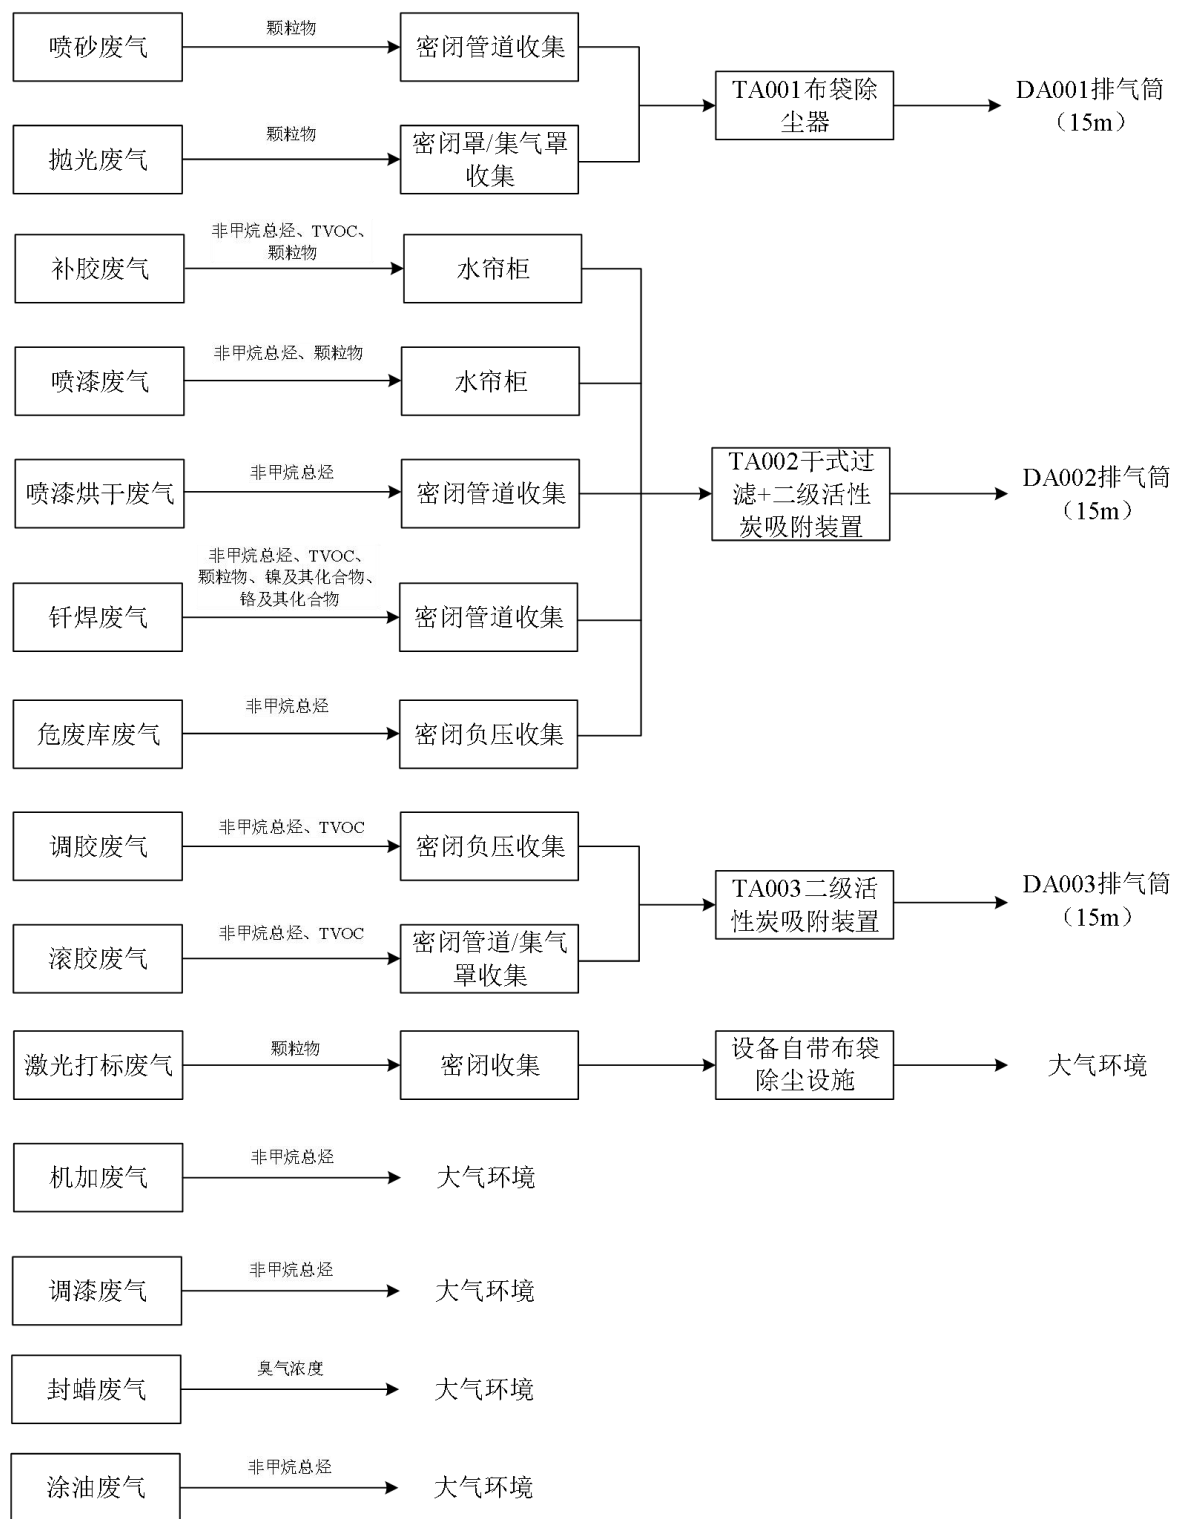 喷砂废气
颗粒物
密闭管道收集
TA001布袋除
尘器
DA001排气筒
（15m）
抛光废气
颗粒物
密闭罩/集气罩
收集
补胶废气
非甲烷总烃、TVOC、
颗粒物
水帘柜
喷漆废气
非甲烷总烃、颗粒物
水帘柜
喷漆烘干废气
非甲烷总烃
密闭管道收集
TA002干式过
滤+二级活性
炭吸附装置
DA002排气筒
（15m）
钎焊废气
非甲烷总烃、TVOC、
颗粒物、镍及其化合物、
铬及其化合物
密闭管道收集
危废库废气
非甲烷总烃
密闭负压收集
调胶废气
非甲烷总烃、TVOC
密闭负压收集
TA003二级活
性炭吸附装置
DA003排气筒
（15m）
滚胶废气
非甲烷总烃、TVOC
密闭管道/集气
罩收集
激光打标废气
颗粒物
密闭收集
设备自带布袋
除尘设施
大气环境
机加废气
非甲烷总烃
大气环境
调漆废气
非甲烷总烃
大气环境
封蜡废气
臭气浓度
大气环境
涂油废气
非甲烷总烃
大气环境